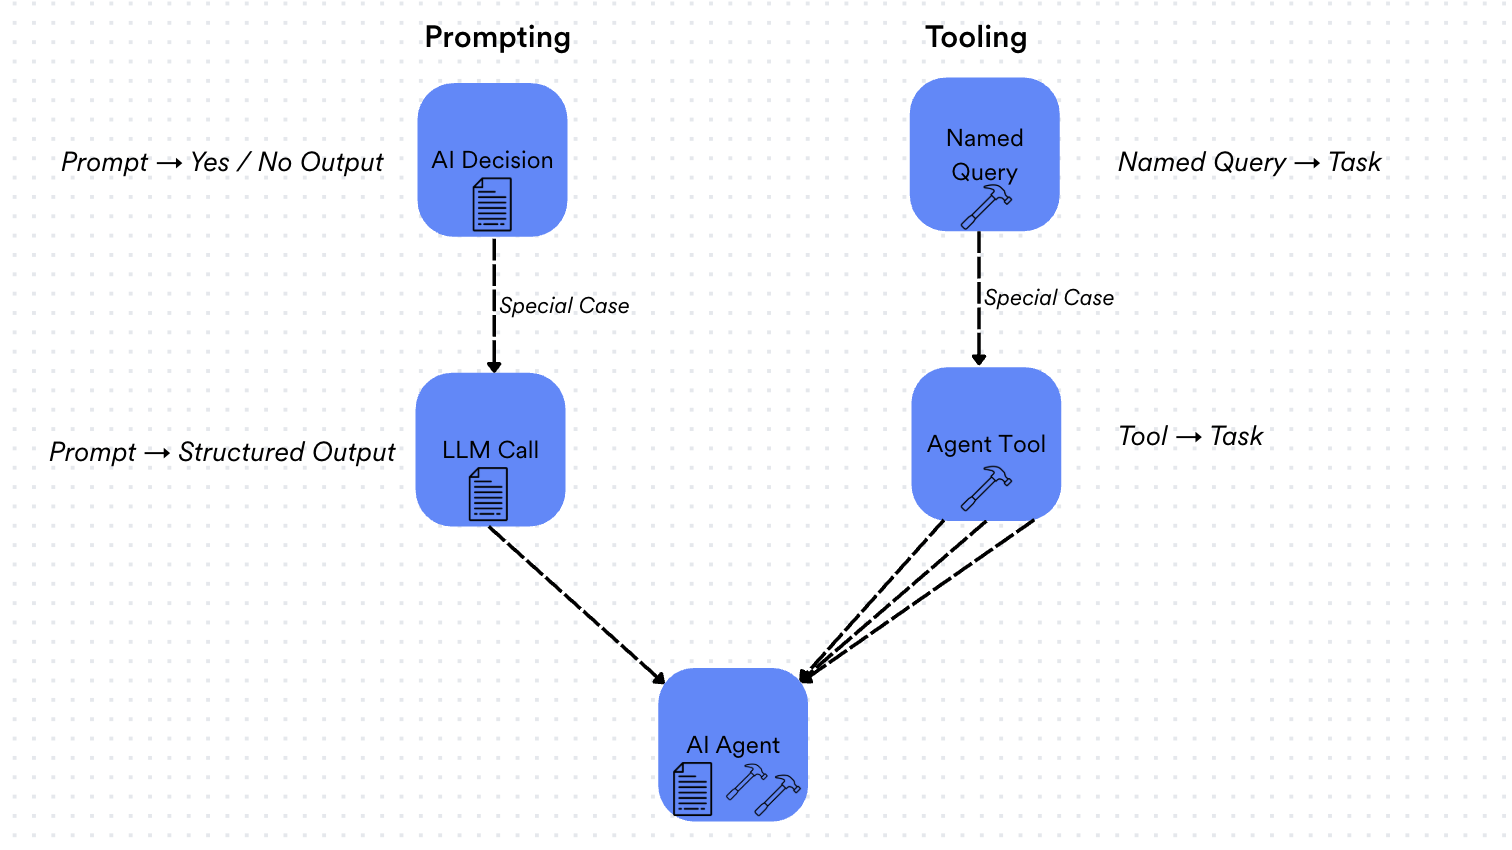 Prompting
Tooling
Prompt → Yes / No Output
AI Decision
Named
Query
Named Query → Task
Special Case
Special Case
Prompt → Structured Output
LLM Call
Agent Tool
Tool → Task
AI Agent